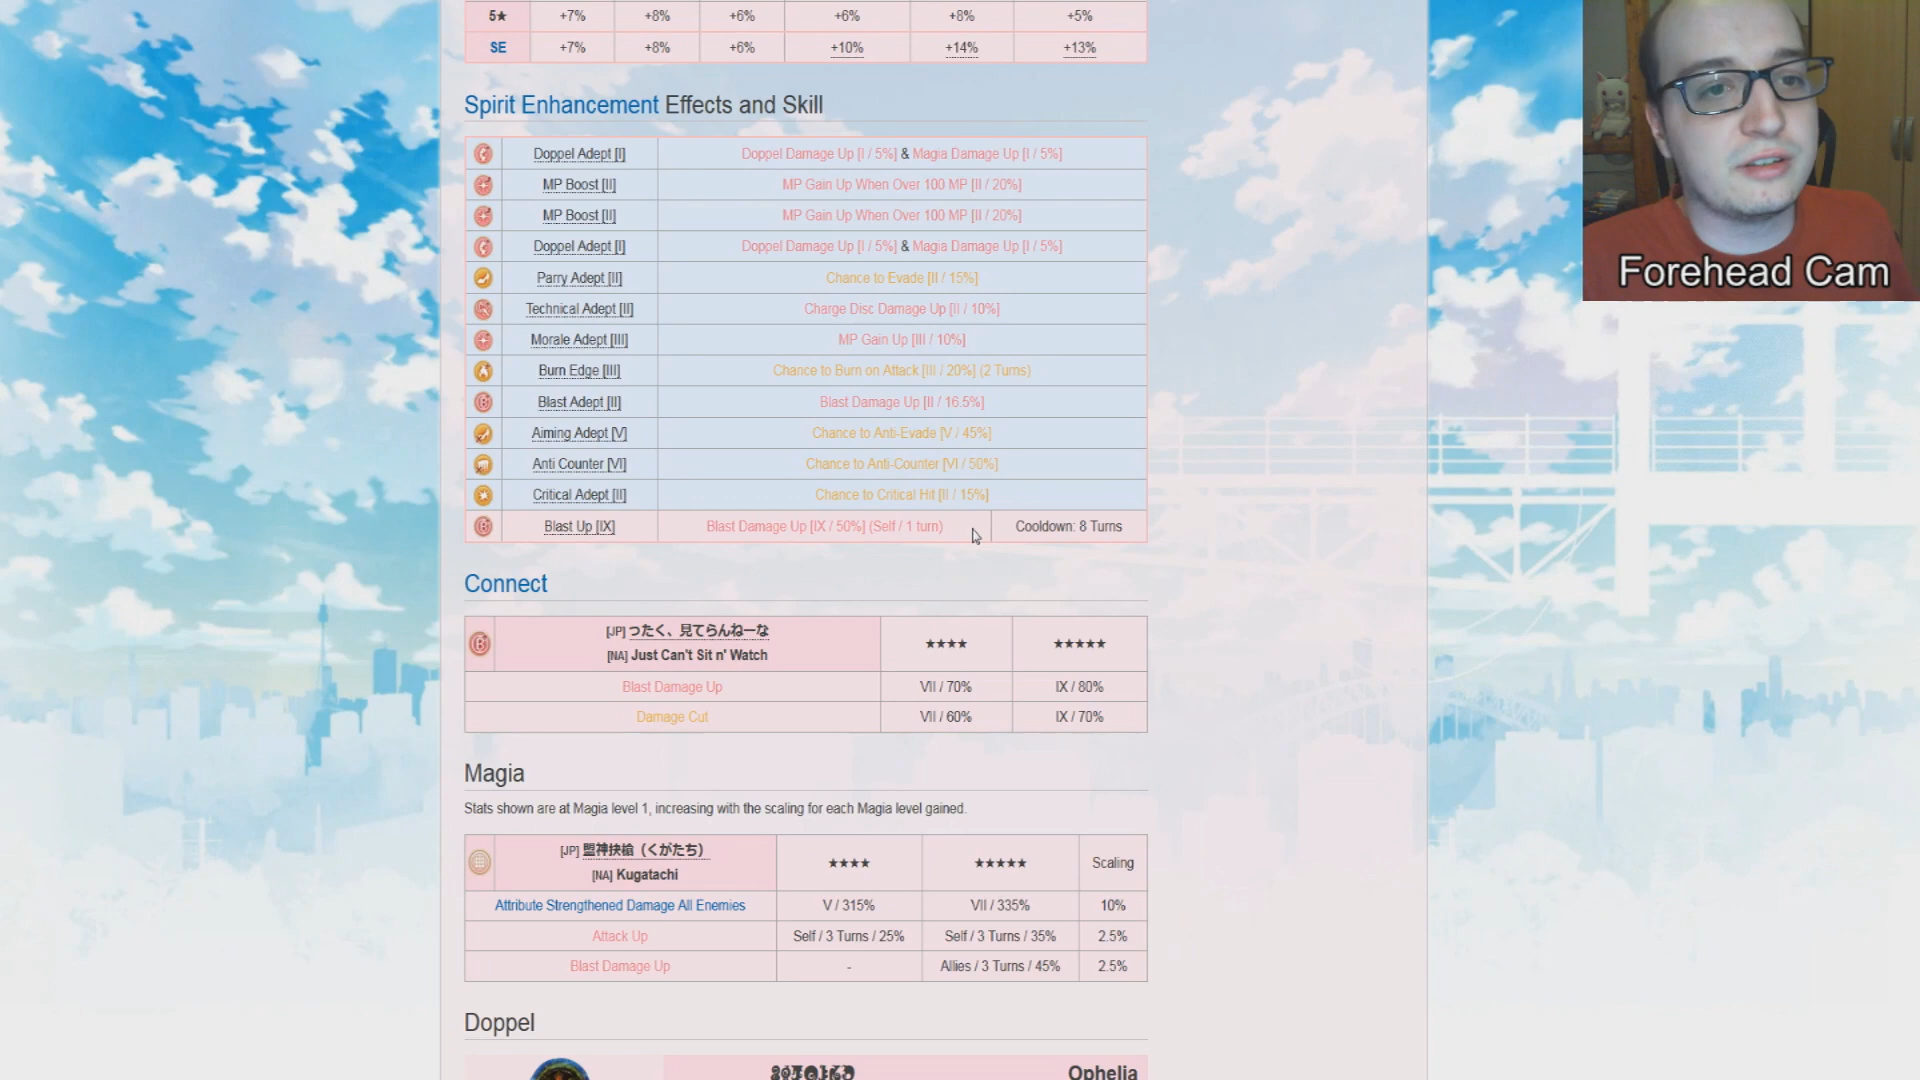 5★ +7% +8% +6% +6% +8% +5%
SE +7% +8% +6% +10% +14% +13%
Spirit Enhancement Effects and Skill
Doppel Adept [I] Doppel Damage Up [I / 5%] & Magia Damage Up [I / 5%]
MP Boost [II] MP Gain Up When Over 100 MP [II / 20%]
MP Boost [II] MP Gain Up When Over 100 MP [II / 20%]
Doppel Adept [I] Doppel Damage Up [I / 5%] & Magia Damage Up [I / 5%]
Parry Adept [II] Chance to Evade [II / 15%]
Technical Adept [II] Charge Disc Damage Up [II / 10%]
Morale Adept [III] MP Gain Up [III / 10%]
Burn Edge [III] Chance to Burn on Attack [III / 20%] (2 Turns)
Blast Adept [II] Blast Damage Up [II / 16.5%]
Aiming Adept [V] Chance to Anti-Evade [V / 45%]
Anti Counter [VI] Chance to Anti-Counter [VI / 50%]
Critical Adept [II] Chance to Critical Hit [II / 15%]
Blast Up [IX] Blast Damage Up [IX / 50%] (Self / 1 turn) Cooldown: 8 Turns
Connect
[JP] ったく、見てらんねーな
[NA] Just Can't Sit n' Watch
★★★★ ★★★★★
Blast Damage Up VII / 70% IX / 80%
Damage Cut VII / 60% IX / 70%
Magia
Stats shown are at Magia level 1, increasing with the scaling for each Magia level gained.
[JP] 盟神抉槍（くがたち）
[NA] Kugatachi
★★★★ ★★★★★ Scaling
Attribute Strengthened Damage All Enemies V / 315% VII / 335% 10%
Attack Up Self / 3 Turns / 25% Self / 3 Turns / 35% 2.5%
Blast Damage Up - Allies / 3 Turns / 45% 2.5%
Doppel
Ophelia
Forehead Cam